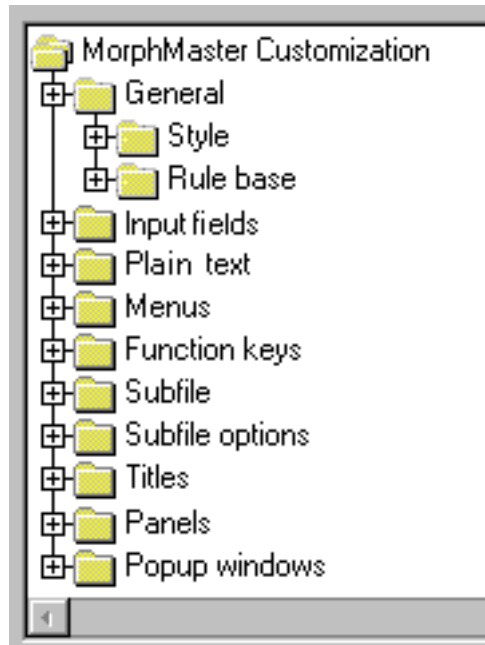 MorphMaster Customization
General
Style
Rule base
Input fields
Plain text
Menus
Function keys
Subfile
Subfile options
Titles
Panels
Popup windows